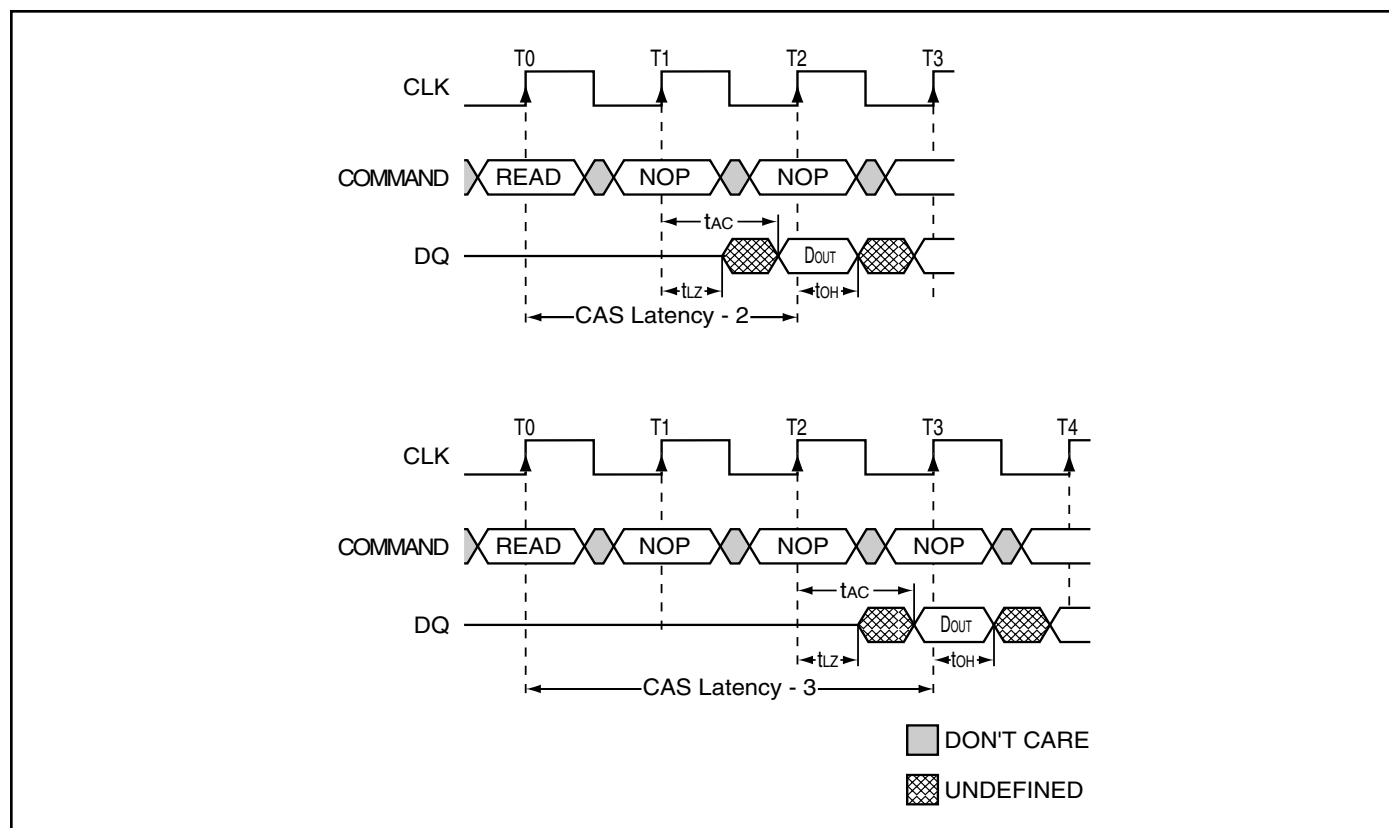 T0 T1 T2 T3
CLK
COMMAND READ NOP NOP
tAC
DQ DOUT
tLZ tOH
CAS Latency - 2
T0 T1 T2 T3 T4
CLK
COMMAND READ NOP NOP NOP
tAC
DQ DOUT
tLZ tOH
CAS Latency - 3
DON'T CARE
UNDEFINED